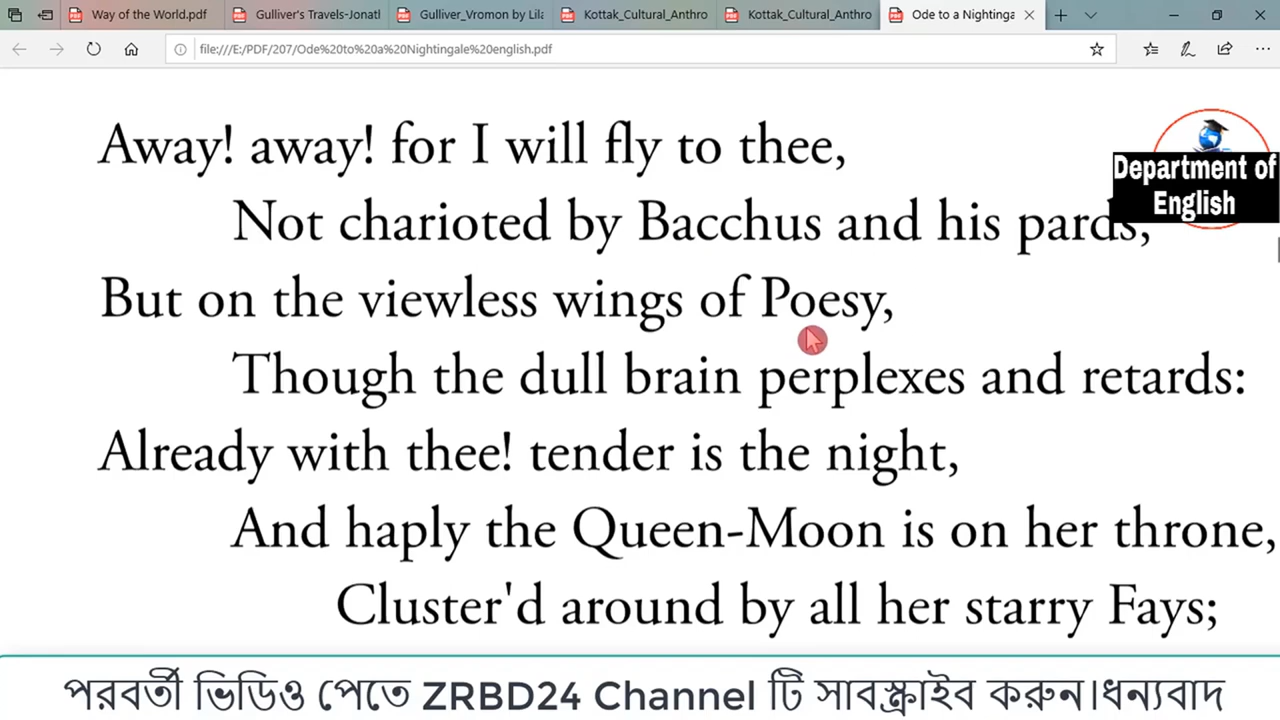 Way of the World.pdf
Gulliver's Travels-Jonatl
Gulliver_Vromon by Lila
Kottak_Cultural_Anthro
Kottak_Cultural_Anthro
Ode to a Nightinga
file:///E:/PDF/207/Ode%20to%20a%20Nightingale%20english.pdf
Away! away! for I will fly to thee,
Department of
English
Not charioted by Bacchus and his pards,
But on the viewless wings of Poesy,
Though the dull brain perplexes and retards:
Already with thee! tender is the night,
And haply the Queen-Moon is on her throne,
Cluster'd around by all her starry Fays;
পরবর্তী ভিডিও পেতে ZRBD24 Channel টি সাবস্ক্রাইব করুন।ধন্যবাদ